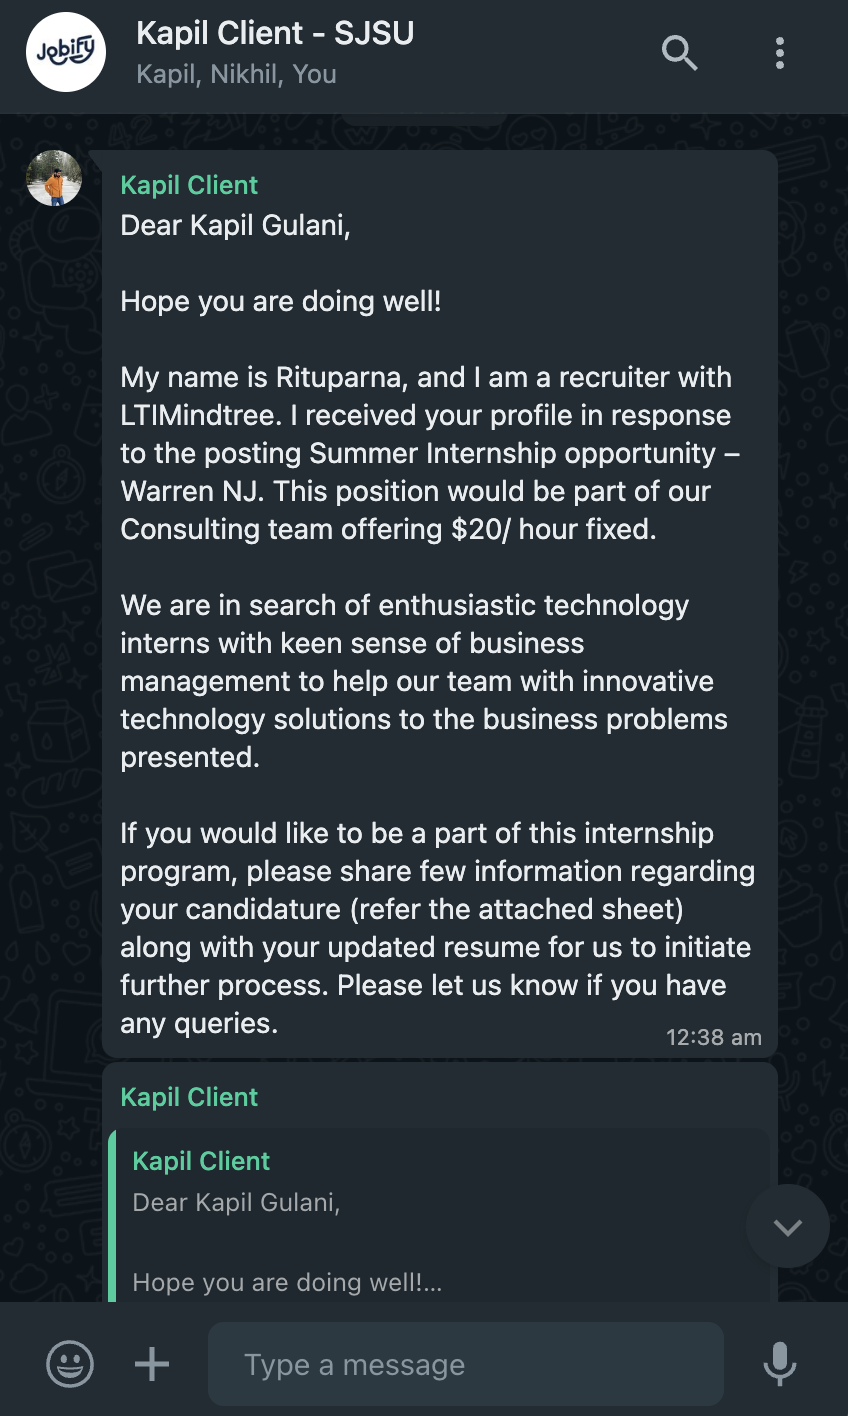 Jobify
Kapil Client - SJSU
Kapil, Nikhil, You
Kapil Client
Dear Kapil Gulani,
Hope you are doing well!
My name is Rituparna, and I am a recruiter with
LTIMindtree. I received your profile in response
to the posting Summer Internship opportunity –
Warren NJ. This position would be part of our
Consulting team offering $20/ hour fixed.
We are in search of enthusiastic technology
interns with keen sense of business
management to help our team with innovative
technology solutions to the business problems
presented.
If you would like to be a part of this internship
program, please share few information regarding
your candidature (refer the attached sheet)
along with your updated resume for us to initiate
further process. Please let us know if you have
any queries.
12:38 am
Kapil Client
Kapil Client
Dear Kapil Gulani,
Hope you are doing well!...
Type a message